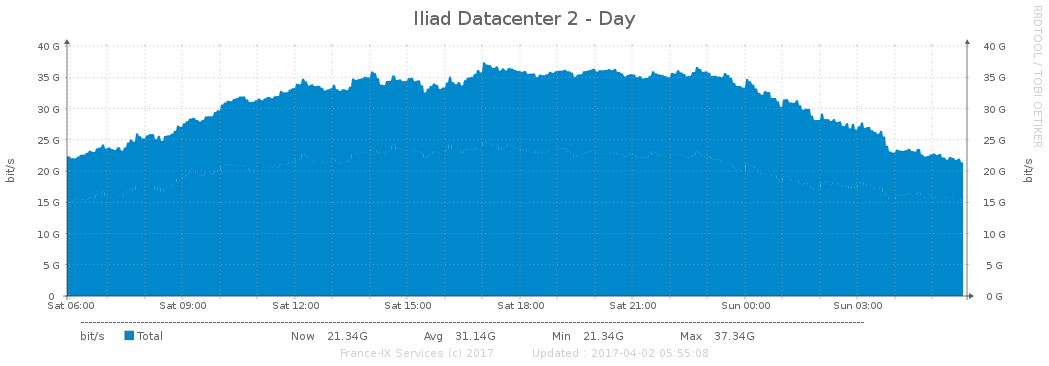 Iliad Datacenter 2 - Day
RRDTOOL / TOBI OETIKER
40 G 40 G
35 G 35 G
30 G 30 G
25 G 25 G
20 G 20 G
15 G 15 G
10 G 10 G
5 G 5 G
0 0 G
bit/s bit/s
Sat 06:00 Sat 09:00 Sat 12:00 Sat 15:00 Sat 18:00 Sat 21:00 Sun 00:00 Sun 03:00
bit/s Total Now 21.34G Avg 31.14G Min 21.34G Max 37.34G
France-IX Services (c) 2017 Updated : 2017-04-02 05:55:08